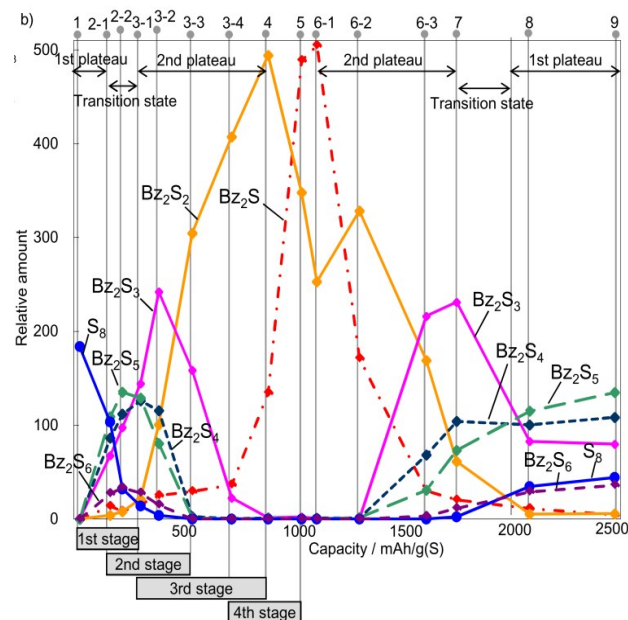 b)
1 2-1 2-2 3-1 3-2 3-3 3-4 4 5 6-1 6-2 6-3 7 8 9
500
1st plateau 2nd plateau 2nd plateau 1st plateau
Transition state Transition state
400
Bz₂S₂ Bz₂S
300
Relative amount
Bz₂S₃ Bz₂S₃
S₈
200
Bz₂S₅ Bz₂S₄
Bz₂S₅
Bz₂S₄
100
Bz₂S₆ Bz₂S₆ S₈
0 500 1000 1500 2000 2500
Capacity / mAh/g(S)
1st stage
2nd stage
3rd stage
4th stage